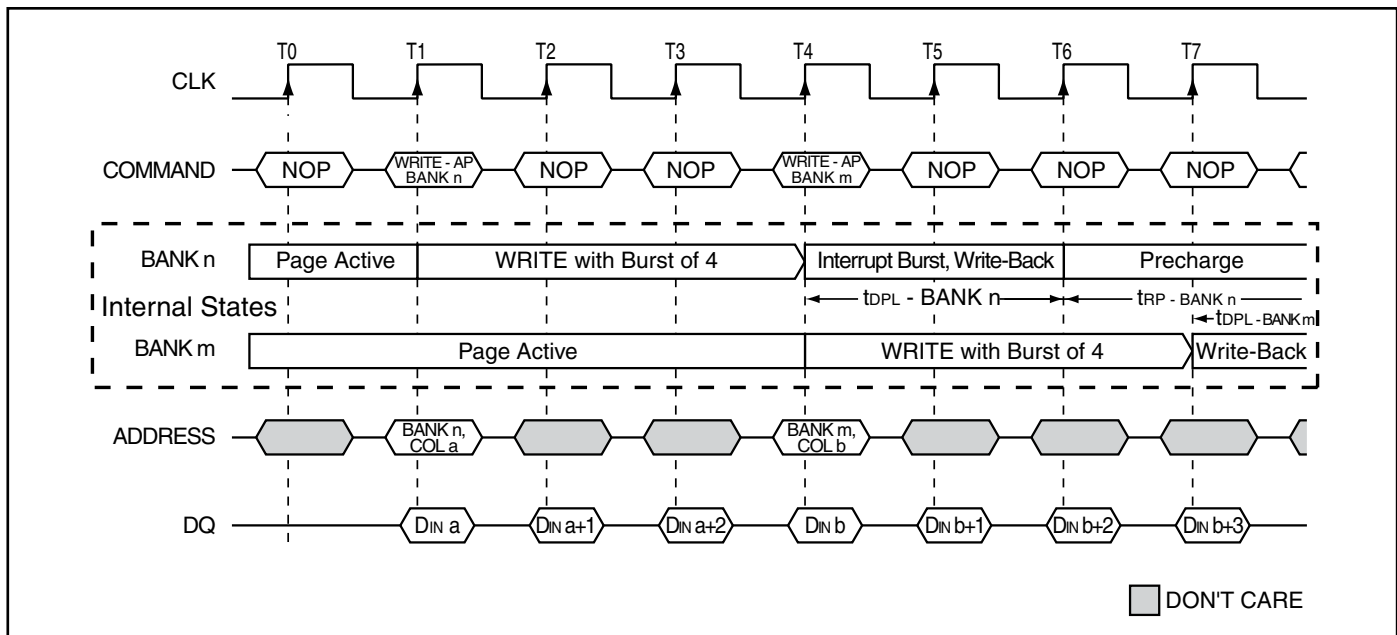 T0 T1 T2 T3 T4 T5 T6 T7
CLK
COMMAND NOP WRITE - AP BANK n NOP NOP WRITE - AP BANK m NOP NOP NOP
BANK n Page Active WRITE with Burst of 4 Interrupt Burst, Write-Back Precharge
Internal States tDPL - BANK n tRP - BANK n
tDPL - BANK m
BANK m Page Active WRITE with Burst of 4 Write-Back
ADDRESS BANK n, COL a BANK m, COL b
DQ DIN a DIN a+1 DIN a+2 DIN b DIN b+1 DIN b+2 DIN b+3
DON'T CARE